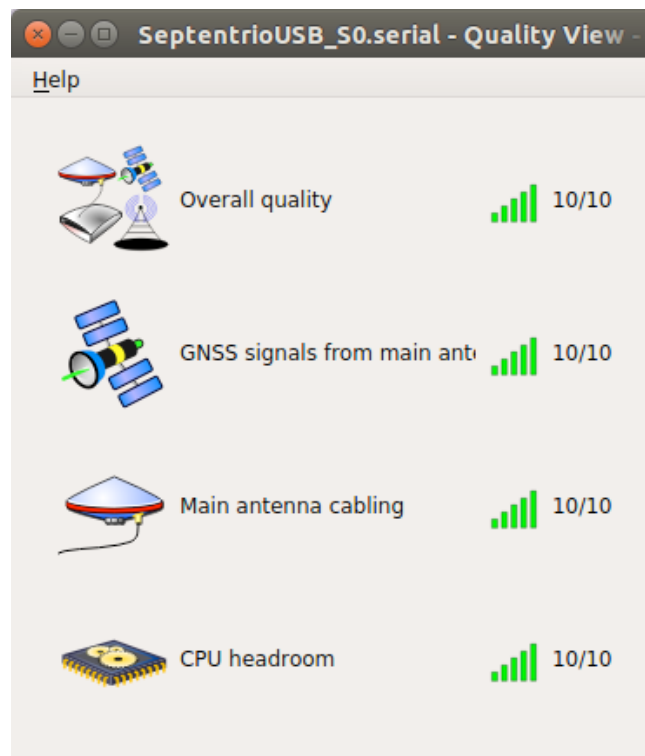 SeptentrioUSB_S0.serial - Quality View -
Help
Overall quality 10/10
GNSS signals from main ante 10/10
Main antenna cabling 10/10
CPU headroom 10/10